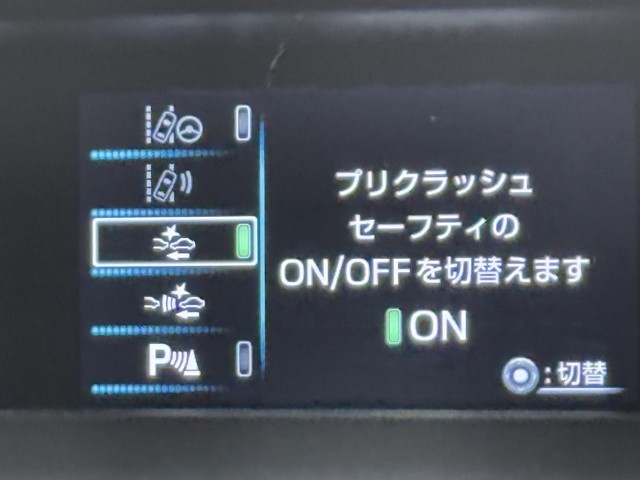 プリクラッシュ
セーフティの
ON/OFFを切替えます
ON
P
:切替